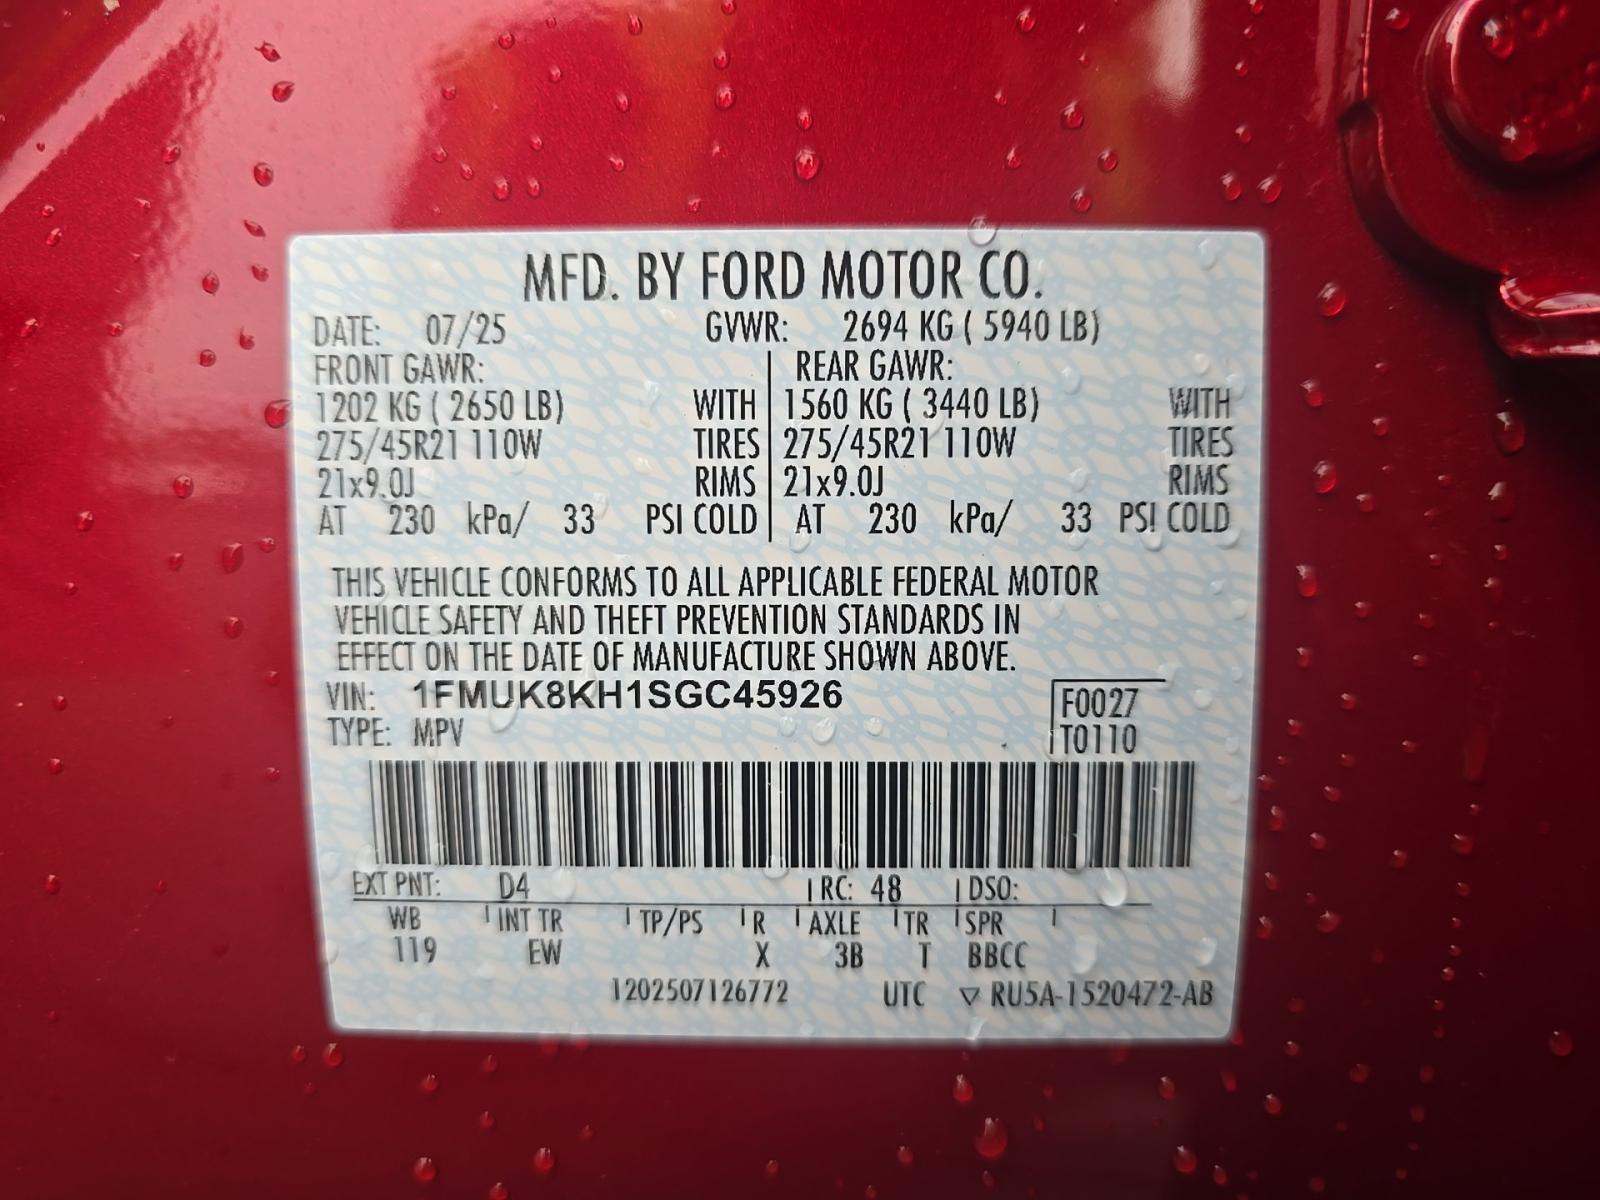 MFD. BY FORD MOTOR CO.
DATE: 07/25 GVWR: 2694 KG ( 5940 LB)
FRONT GAWR: REAR GAWR:
1202 KG ( 2650 LB) WITH 1560 KG ( 3440 LB) WITH
275/45R21 110W TIRES 275/45R21 110W TIRES
21x9.0J RIMS 21x9.0J RIMS
AT 230 kPa/ 33 PSI COLD AT 230 kPa/ 33 PSI COLD
THIS VEHICLE CONFORMS TO ALL APPLICABLE FEDERAL MOTOR
VEHICLE SAFETY AND THEFT PREVENTION STANDARDS IN
EFFECT ON THE DATE OF MANUFACTURE SHOWN ABOVE.
VIN: 1FMUK8KH1SGC45926 F0027
TYPE: MPV T0110
EXT PNT: D4 RC: 48 DSO:
WB INT TR TP/PS R AXLE TR SPR
119 EW X 3B T BBCC
1202507126772 UTC ▽ RU5A-1520472-AB